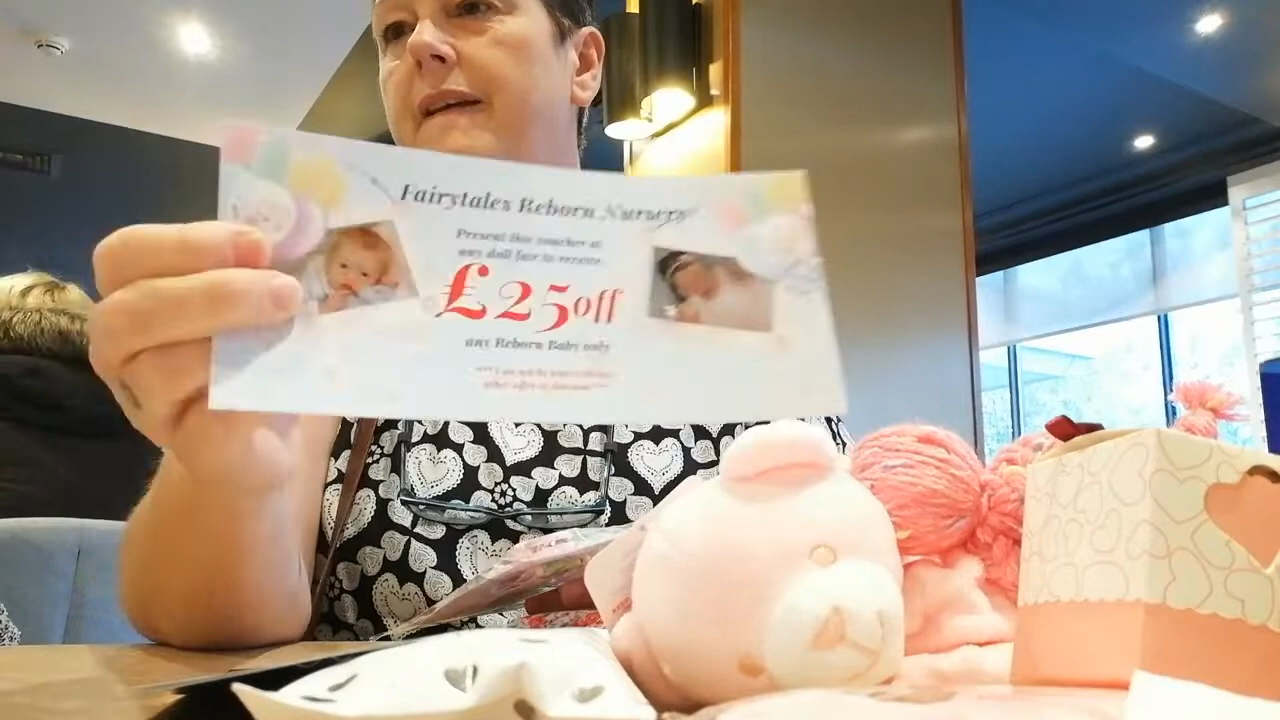 Fairytales Reborn Nursery
Present this voucher at
any doll fair to receive
£25off
any Reborn Baby only